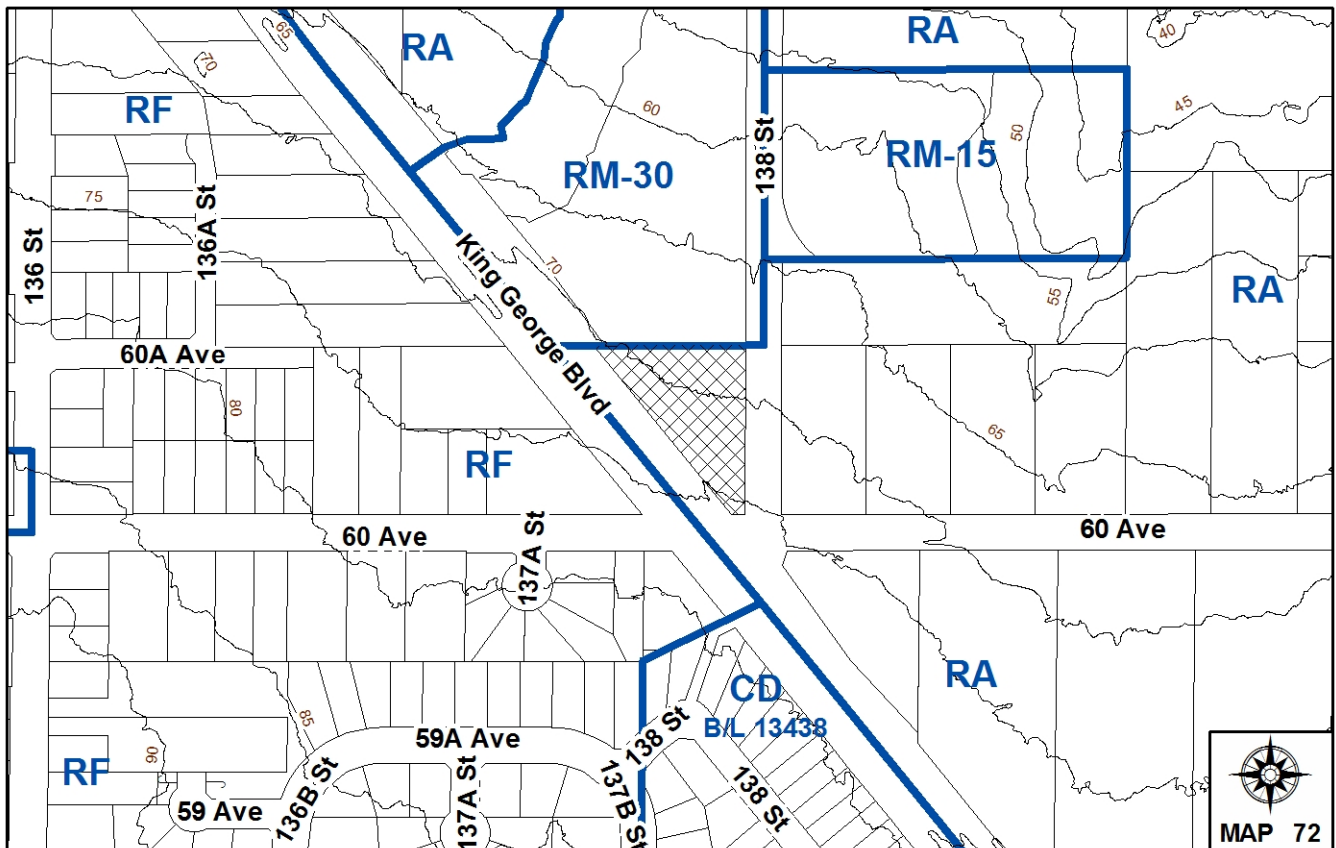 65
RA
RA
40
70
RF
60
45
138 St
50
RM-15
RM-30
75
136A St
136 St
King George Blvd
70
RA
55
60A Ave
80
65
RF
60 Ave
137A St
60 Ave
RA
CD
B/L 13438
85
138 St
59A Ave
90
RF
136B St
137A St
137B St
138 St
59 Ave
MAP 72